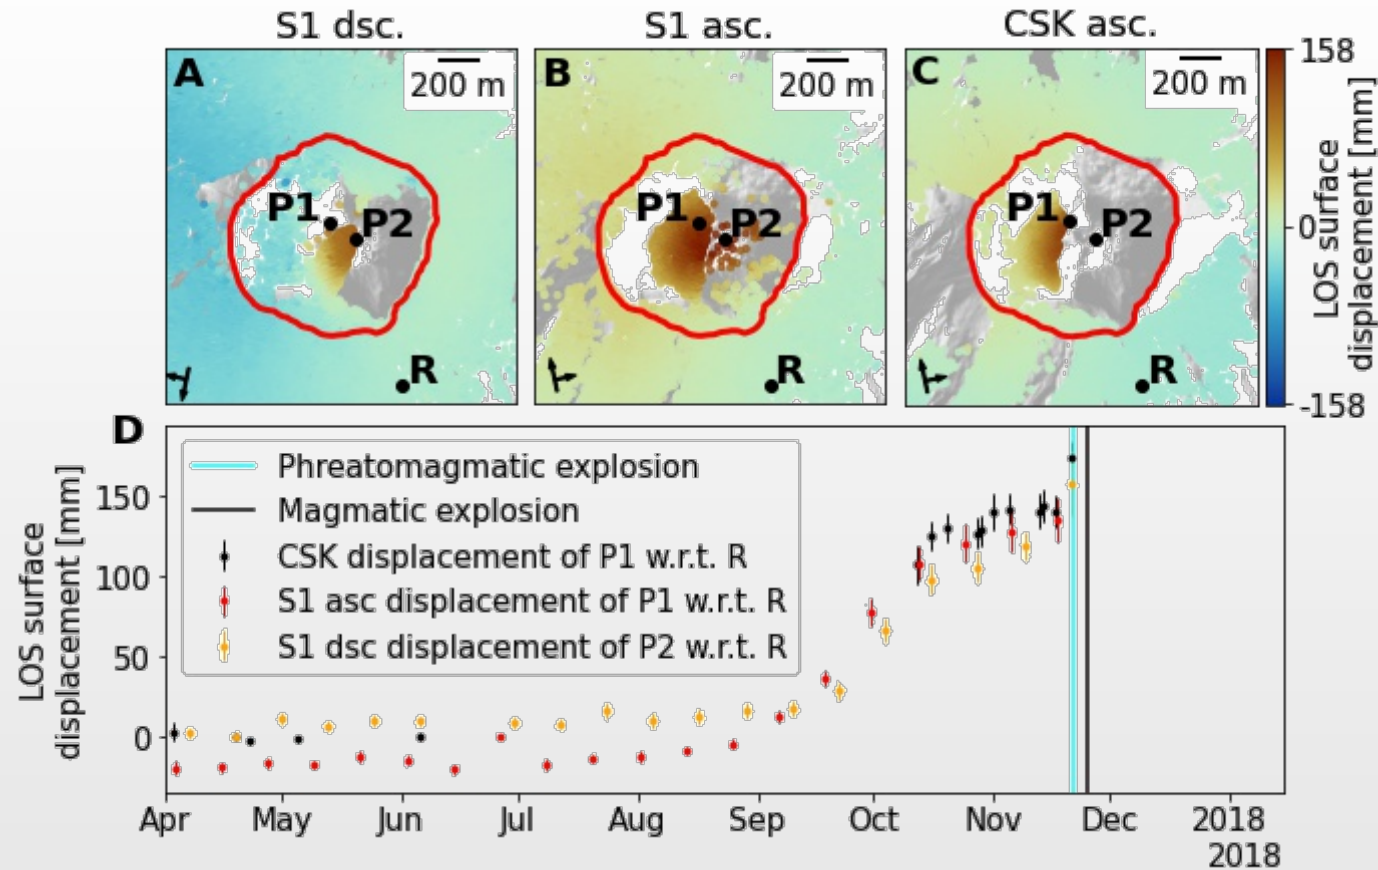 S1 dsc.
S1 asc.
CSK asc.
A
200 m
P1
P2
R
B
200 m
P1
P2
R
C
200 m
P1
P2
R
158
0
-158
LOS surface
displacement [mm]
D
Phreatomagmatic explosion
Magmatic explosion
CSK displacement of P1 w.r.t. R
S1 asc displacement of P1 w.r.t. R
S1 dsc displacement of P2 w.r.t. R
LOS surface
displacement [mm]
150
100
50
0
Apr May Jun Jul Aug Sep Oct Nov Dec 2018
2018